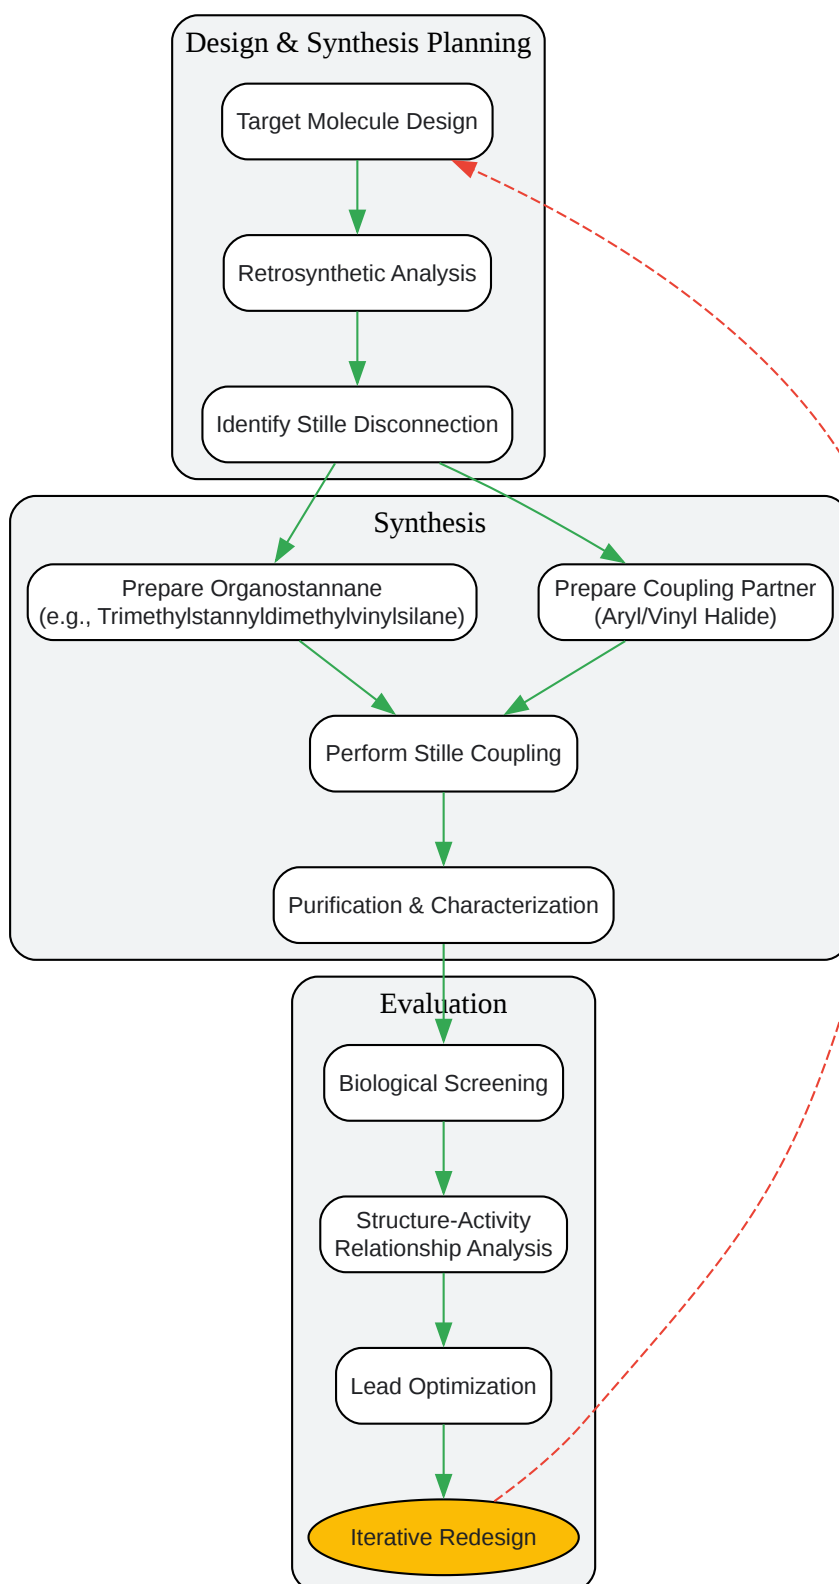 Design & Synthesis Planning
Target Molecule Design
Retrosynthetic Analysis
Identify Stille Disconnection
Synthesis
Prepare Organostannane
(e.g., Trimethylstannyldimethylvinylsilane)
Prepare Coupling Partner
(Aryl/Vinyl Halide)
Perform Stille Coupling
Purification & Characterization
Evaluation
Biological Screening
Structure-Activity
Relationship Analysis
Lead Optimization
Iterative Redesign